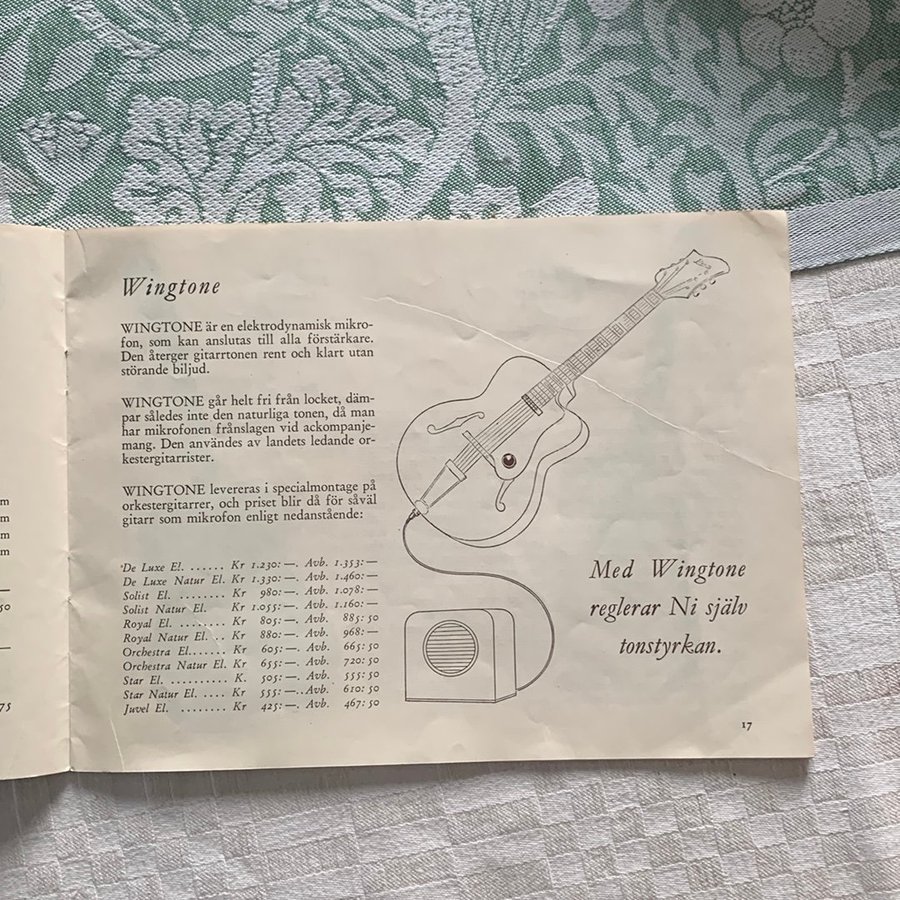 Wingtone
WINGTONE är en elektrodynamisk mikro-
fon, som kan anslutas till alla förstärkare.
Den återger gitarrtonen rent och klart utan
störande biljud.
WINGTONE går helt fri från locket, däm-
par således inte den naturliga tonen, då man
har mikrofonen frånslagen vid ackompanje-
mang. Den användes av landets ledande or-
kestergitarrister.
WINGTONE levereras i specialmontage på
orkestergitarrer, och priset blir då för såväl
gitarr som mikrofon enligt nedanstående:
De Luxe El. ...... Kr 1.230:—. Avb. 1.353:—
De Luxe Natur El. Kr 1.330:—. Avb. 1.460:—
Solist El. ........ Kr 980:—. Avb. 1.078:—
Solist Natur El. Kr 1.055:—. Avb. 1.160:—
Royal El. ........ Kr 805:—. Avb. 885:50
Royal Natur El. .. Kr 880:—. Avb. 968:—
Orchestra El....... Kr 605:—. Avb. 665:50
Orchestra Natur El. Kr 655:—. Avb. 720:50
Star El. ......... K. 505:—. Avb. 555:50
Star Natur El. .... Kr 555:—..Avb. 610:50
Juvel El. ........ Kr 425:—. Avb. 467:50
Med Wingtone
reglerar Ni själv
tonstyrkan.
17
m
m
m
m
50
75